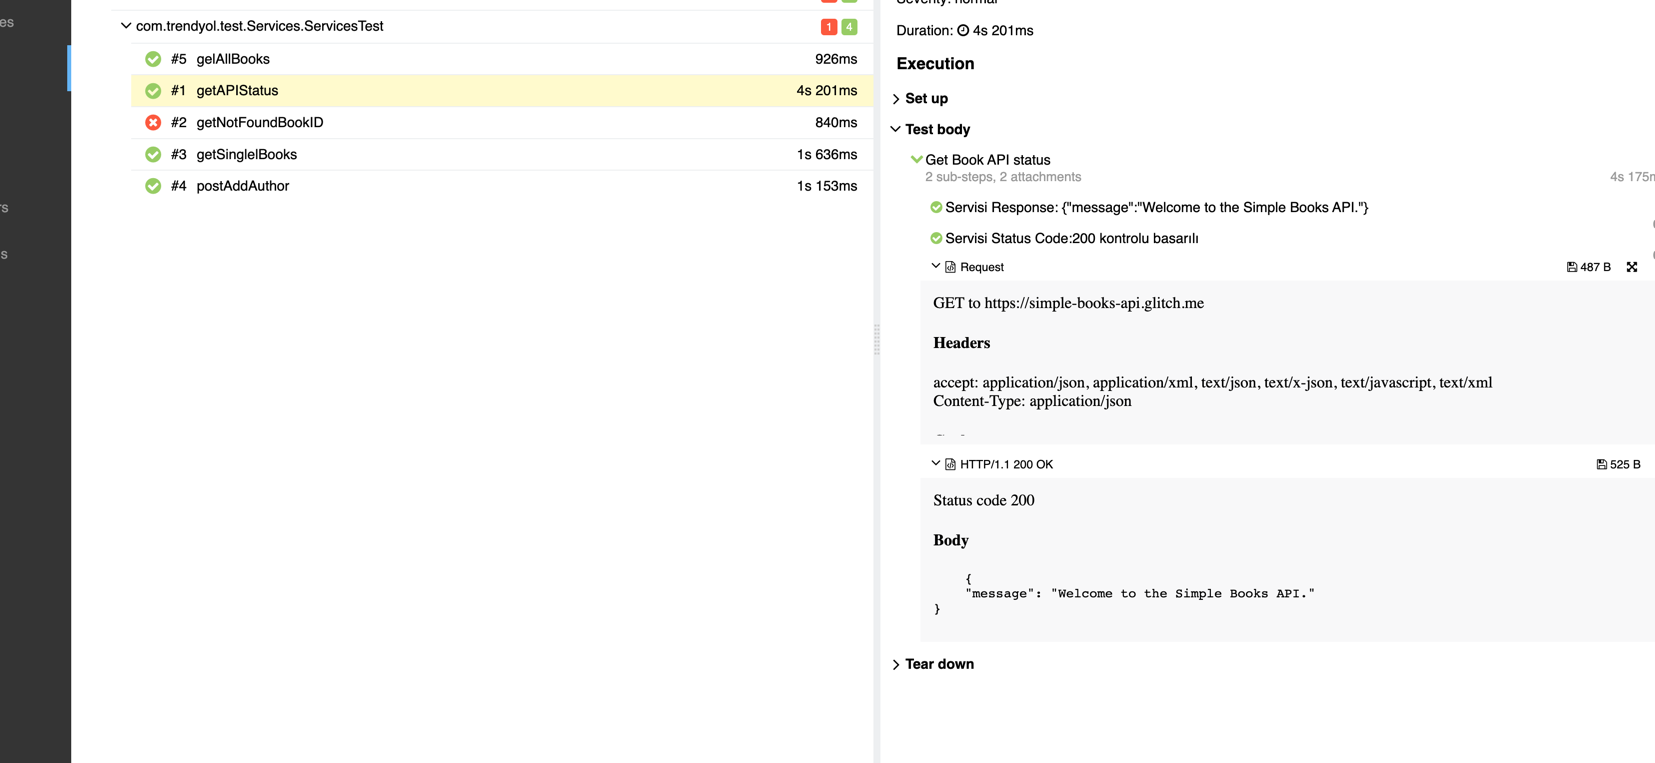 es
rs
s
com.trendyol.test.Services.ServicesTest 1 4
#5 gelAllBooks 926ms
#1 getAPIStatus 4s 201ms
#2 getNotFoundBookID 840ms
#3 getSinglelBooks 1s 636ms
#4 postAddAuthor 1s 153ms
Severity: normal
Duration: 4s 201ms
Execution
Set up
Test body
Get Book API status
2 sub-steps, 2 attachments 4s 175m
Servisi Response: {"message":"Welcome to the Simple Books API."}
Servisi Status Code:200 kontrolu basarılı
Request 487 B
GET to https://simple-books-api.glitch.me
Headers
accept: application/json, application/xml, text/json, text/x-json, text/javascript, text/xml
Content-Type: application/json
HTTP/1.1 200 OK 525 B
Status code 200
Body
{
"message": "Welcome to the Simple Books API."
}
Tear down